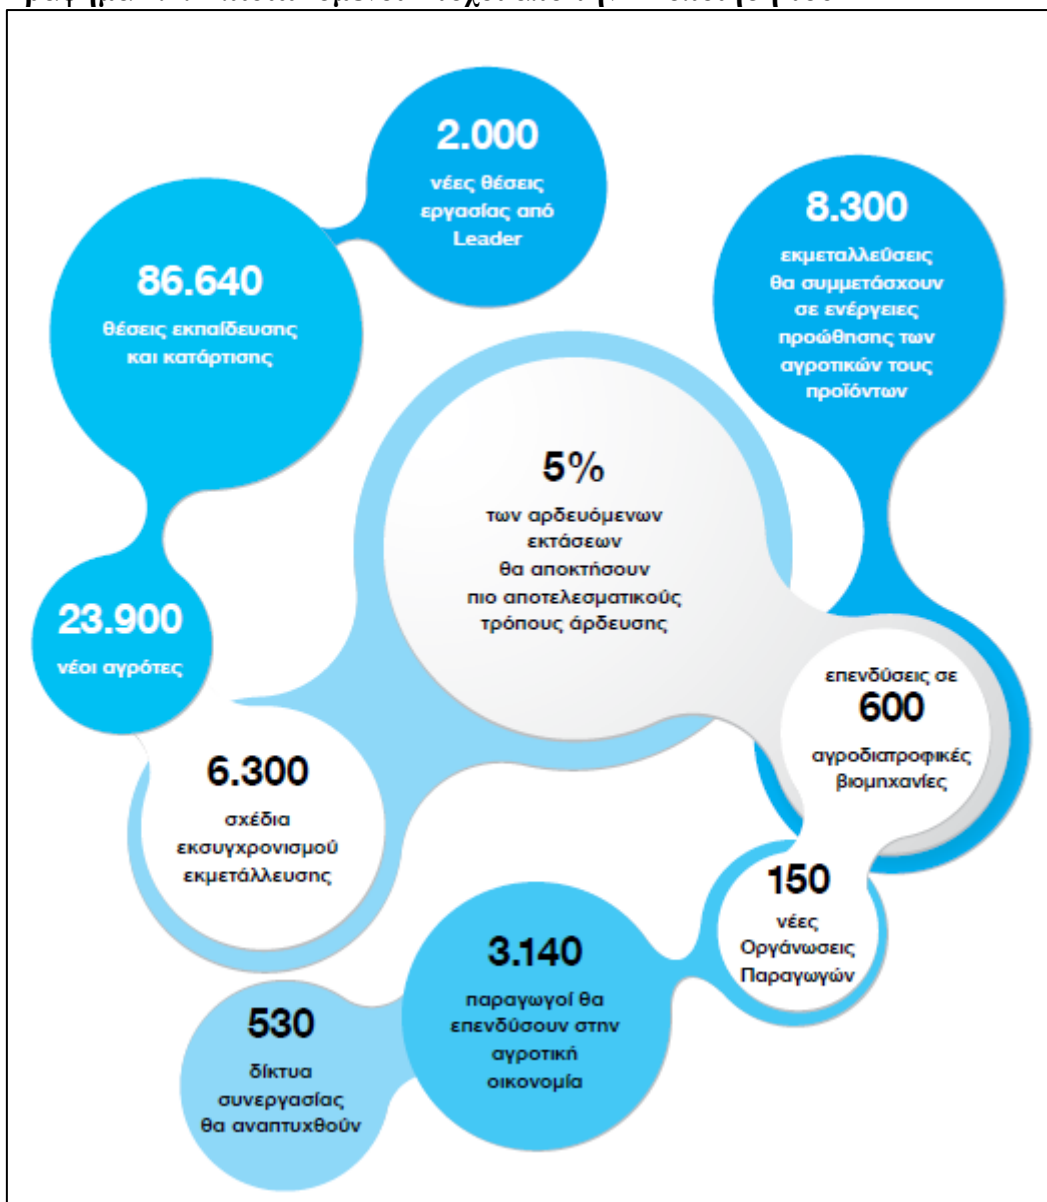 2.000
νέες θέσεις
εργασίας από
Leader
86.640
θέσεις εκπαίδευσης
και κατάρτισης
8.300
εκμεταλλεύσεις
θα συμμετάσχουν
σε ενέργειες
προώθησης των
αγροτικών τους
προϊόντων
5%
των αρδευόμενων
εκτάσεων
θα αποκτήσουν
πιο αποτελεσματικούς
τρόπους άρδευσης
23.900
νέοι αγρότες
επενδύσεις σε
600
αγροδιατροφικές
βιομηχανίες
6.300
σχέδια
εκσυγχρονισμού
εκμετάλλευσης
150
νέες
Οργάνωσεις
Παραγωγών
3.140
παραγωγοί θα
επενδύσουν στην
αγροτική
οικονομία
530
δίκτυα
συνεργασίας
θα αναπτυχθούν